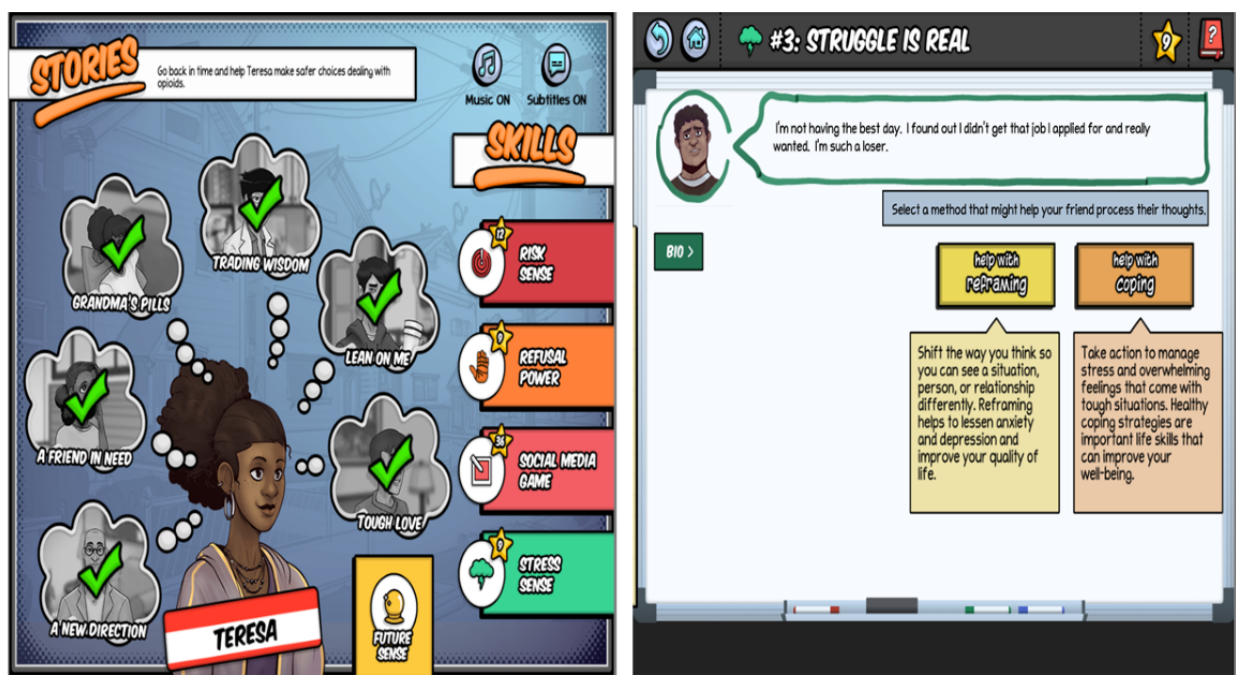 STORIES
Go back in time and help Teresa make safer choices dealing with
opioids.
Music ON
Subtitles ON
SKILLS
TRADING WISDOM
GRANDMA'S PILLS
LEAN ON ME
A FRIEND IN NEED
TOUGH LOVE
A NEW DIRECTION
TERESA
FUTURE
SENSE
12
RISK
SENSE
9
REFUSAL
POWER
36
SOCIAL MEDIA
GAME
9
STRESS
SENSE
#3: STRUGGLE IS REAL
9
?
I'm not having the best day. I found out I didn't get that job I applied for and really
wanted. I'm such a loser.
Select a method that might help your friend process their thoughts.
BIO >
help with
reframing
help with
coping
Shift the way you think so
you can see a situation,
person, or relationship
differently. Reframing
helps to lessen anxiety
and depression and
improve your quality of
life.
Take action to manage
stress and overwhelming
feelings that come with
tough situations. Healthy
coping strategies are
important life skills that
can improve your
well-being.